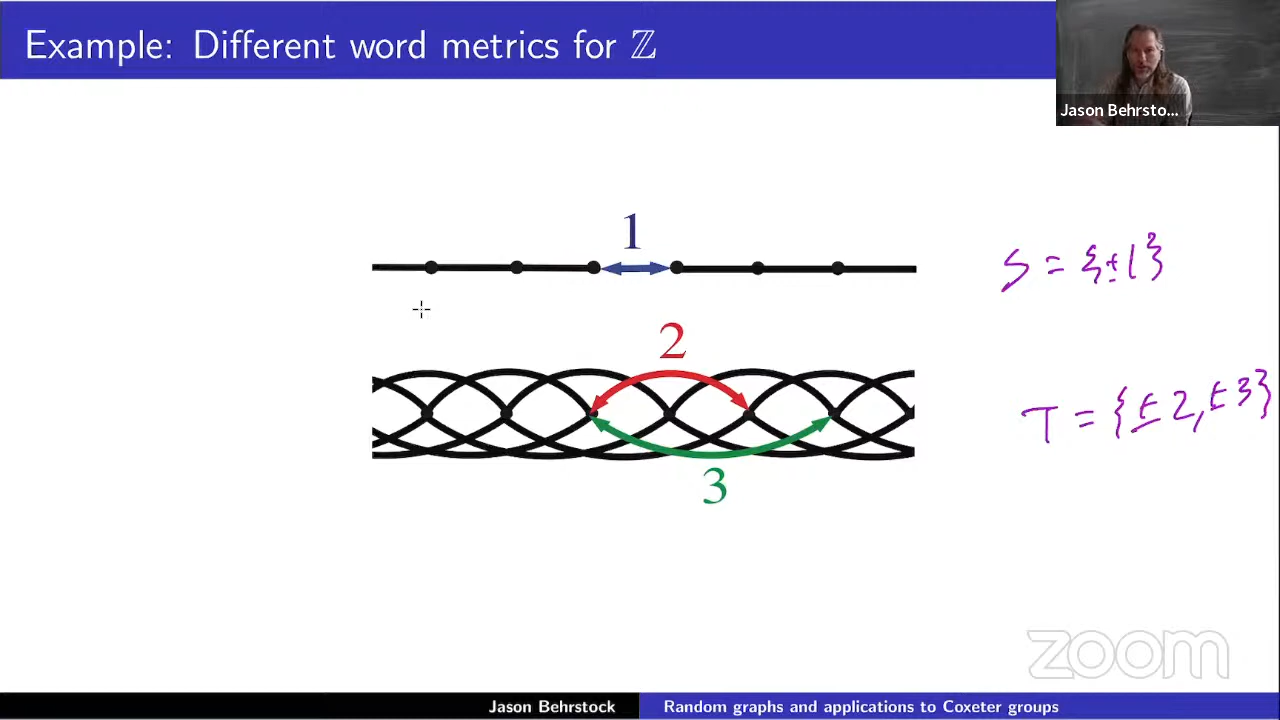 Example: Different word metrics for ℤ
Jason Behrsto...
1
S = {±1}
2
T = {±2, ±3}
3
zoom
Jason Behrstock
Random graphs and applications to Coxeter groups